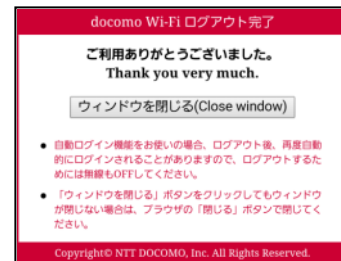 docomo Wi-Fi ログアウト完了
ご利用ありがとうございました。
Thank you very much.
ウィンドウを閉じる(Close window)
● 自動ログイン機能をお使いの場合、ログアウト後、再度自動
的にログインされることがありますので、ログアウトするた
めには無線もOFFしてください。
● 「ウィンドウを閉じる」ボタンをクリックしてもウィンドウ
が閉じない場合は、ブラウザの「閉じる」ボタンで閉じてく
ださい。
Copyright© NTT DOCOMO, Inc. All Rights Reserved.